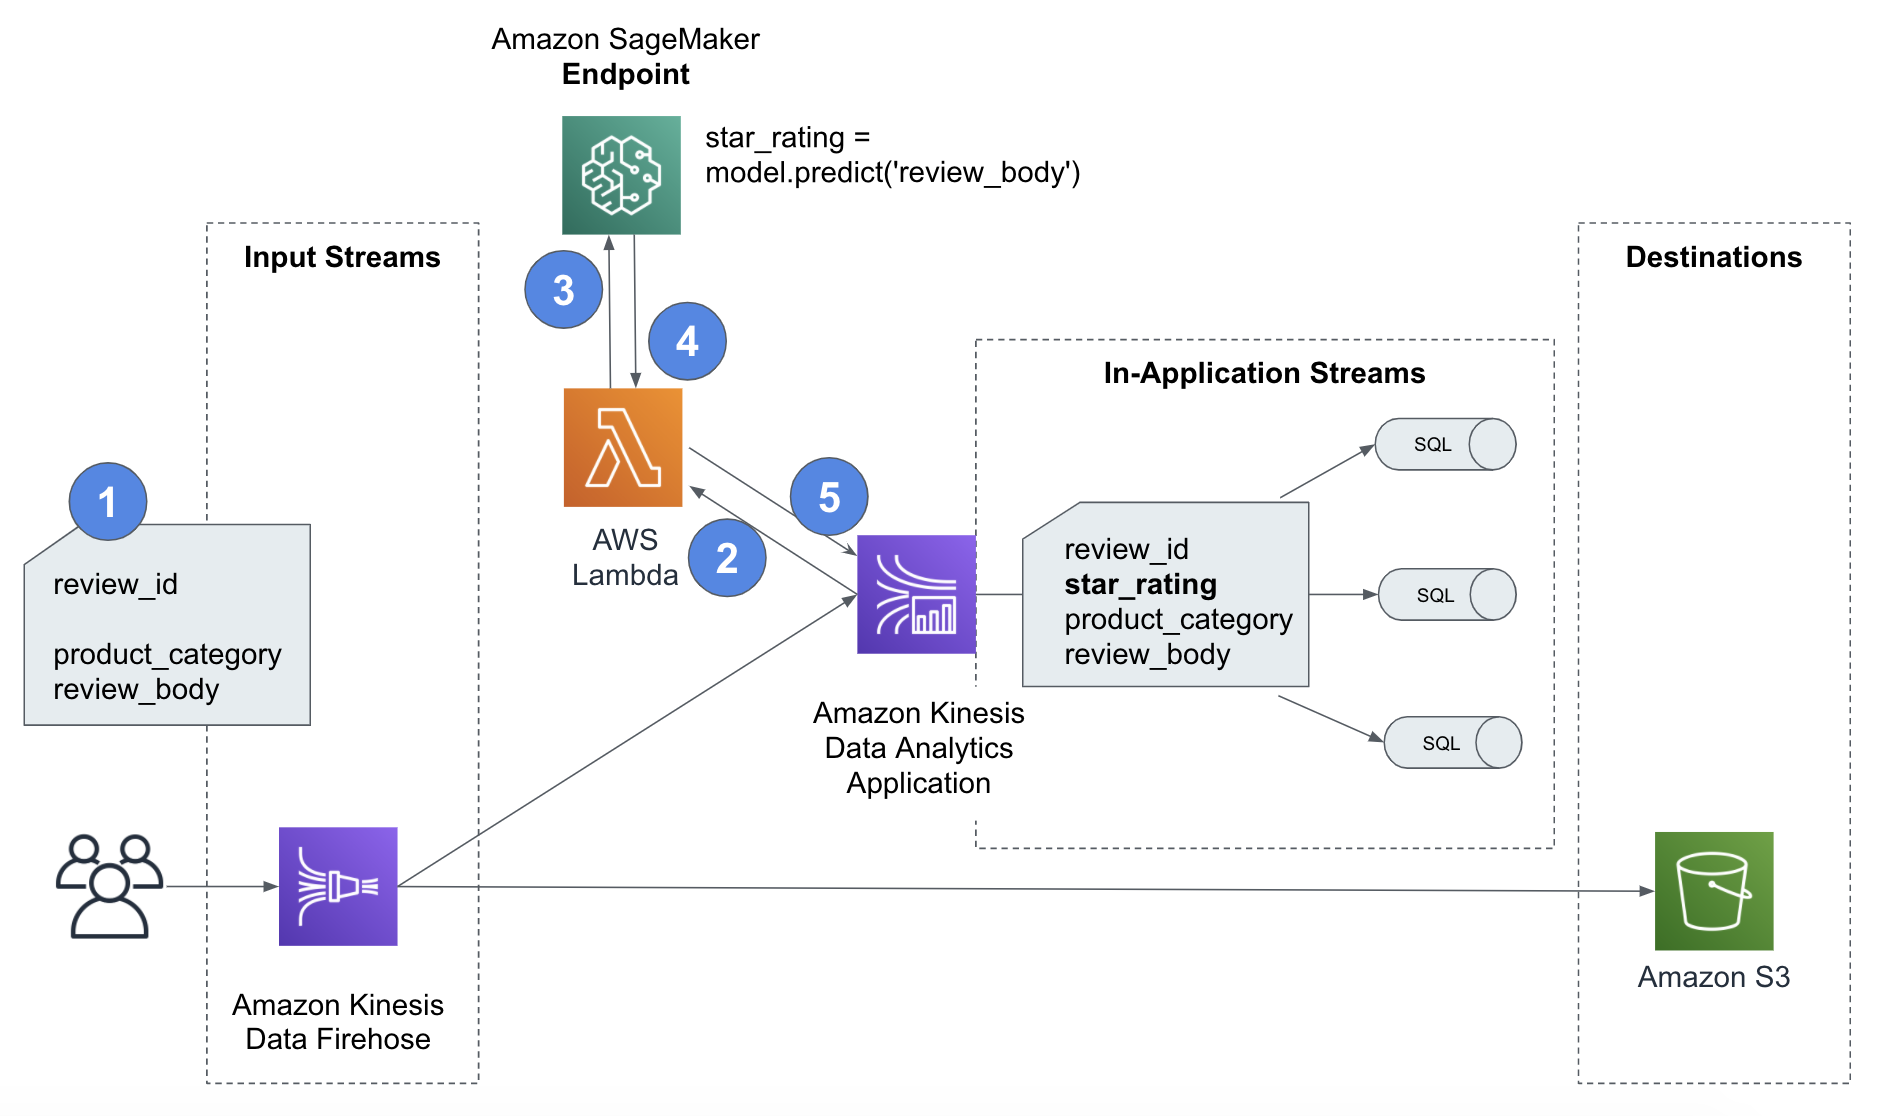 Amazon SageMaker
Endpoint
star_rating =
model.predict('review_body')
Input Streams
3
4
1
review_id
product_category
review_body
AWS
Lambda
2
5
Amazon Kinesis
Data Analytics
Application
In-Application Streams
review_id
star_rating
product_category
review_body
SQL
SQL
SQL
Destinations
Amazon Kinesis
Data Firehose
Amazon S3